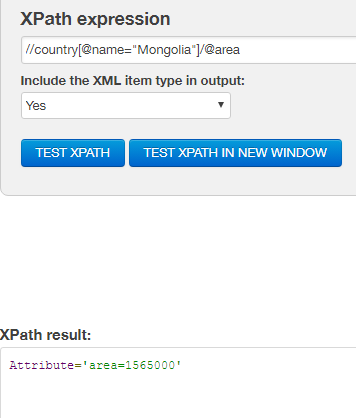 XPath expression
//country[@name="Mongolia"]/@area
Include the XML item type in output:
Yes
TEST XPATH TEST XPATH IN NEW WINDOW
XPath result:
Attribute='area=1565000'